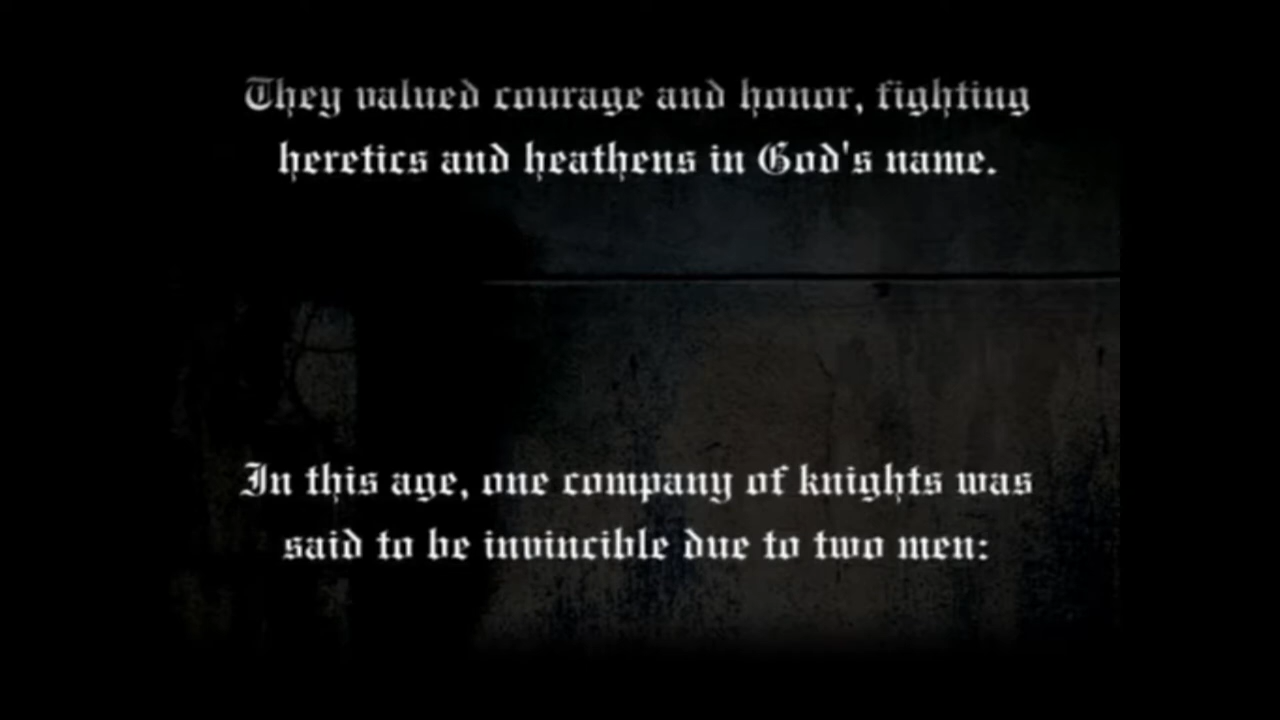 They valued courage and honor, fighting
heretics and heathens in God's name.
In this age, one company of knights was
said to be invincible due to two men: